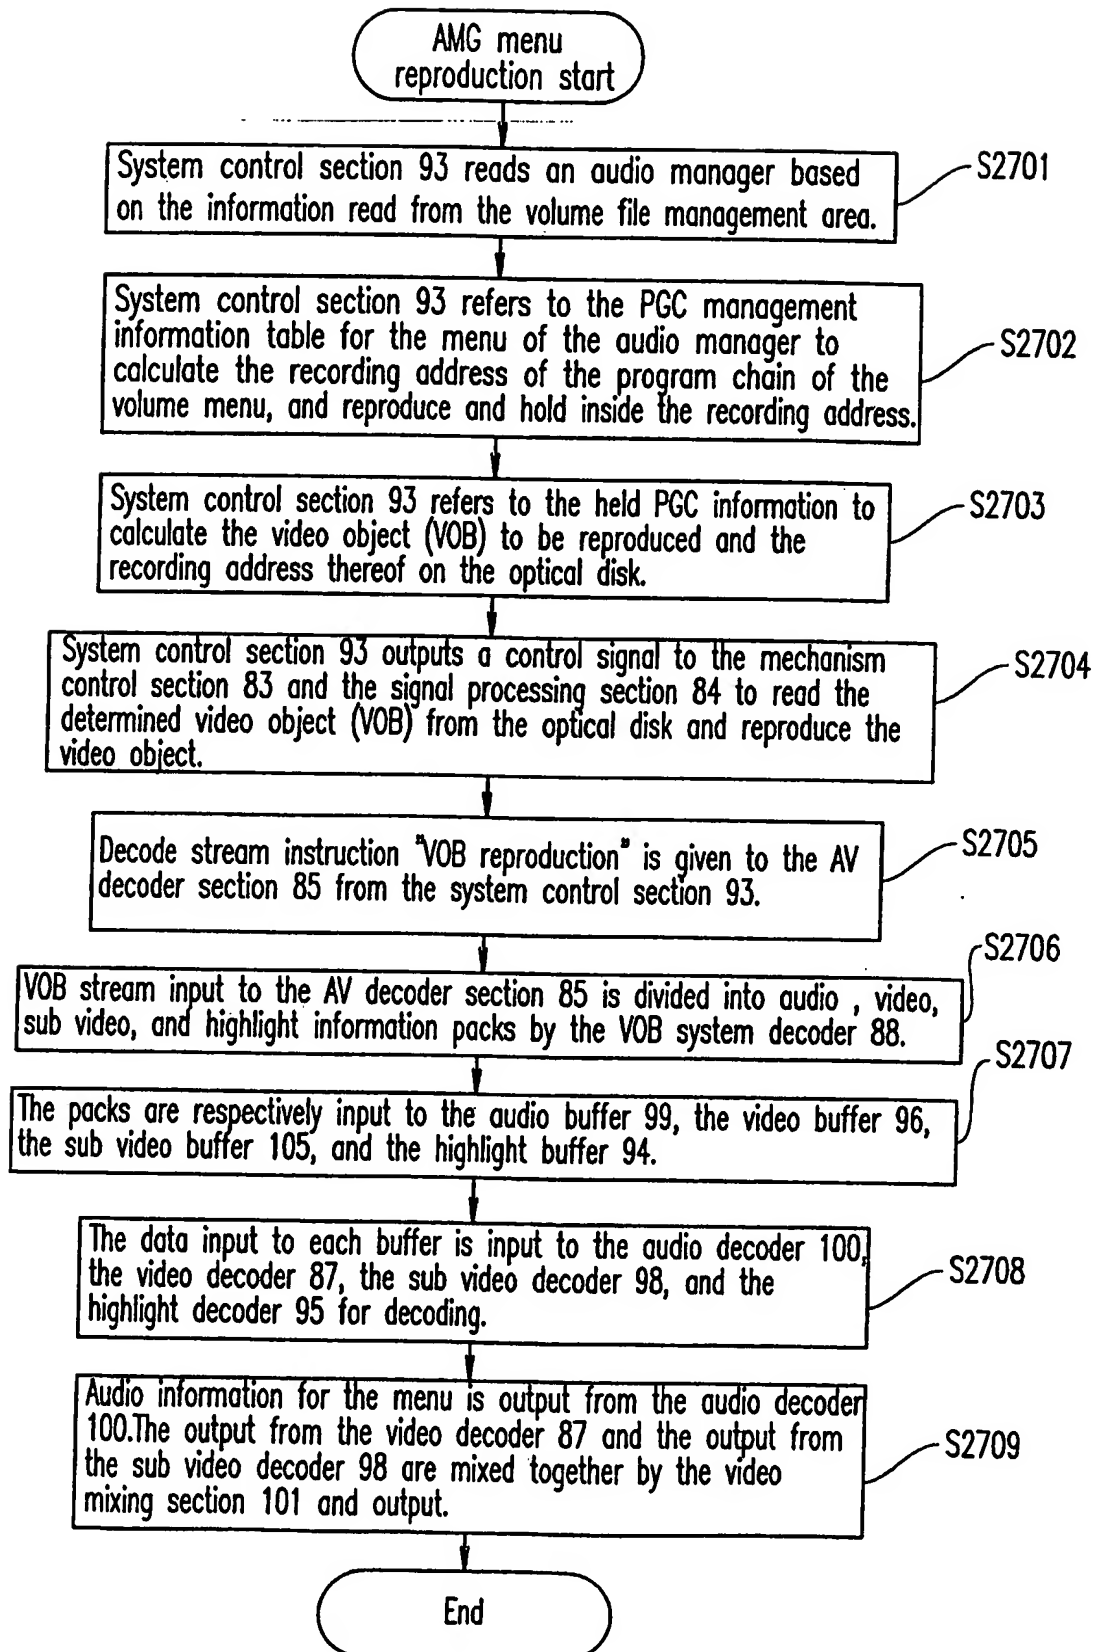 AMG menu
reproduction start
System control section 93 reads an audio manager based
on the information read from the volume file management area.
S2701
System control section 93 refers to the PGC management
information table for the menu of the audio manager to
calculate the recording address of the program chain of the
volume menu, and reproduce and hold inside the recording address.
S2702
System control section 93 refers to the held PGC information to
calculate the video object (VOB) to be reproduced and the
recording address thereof on the optical disk.
S2703
System control section 93 outputs a control signal to the mechanism
control section 83 and the signal processing section 84 to read the
determined video object (VOB) from the optical disk and reproduce the
video object.
S2704
Decode stream instruction "VOB reproduction" is given to the AV
decoder section 85 from the system control section 93.
S2705
VOB stream input to the AV decoder section 85 is divided into audio , video,
sub video, and highlight information packs by the VOB system decoder 88.
S2706
The packs are respectively input to the audio buffer 99, the video buffer 96,
the sub video buffer 105, and the highlight buffer 94.
S2707
The data input to each buffer is input to the audio decoder 100,
the video decoder 87, the sub video decoder 98, and the
highlight decoder 95 for decoding.
S2708
Audio information for the menu is output from the audio decoder
100.The output from the video decoder 87 and the output from
the sub video decoder 98 are mixed together by the video
mixing section 101 and output.
S2709
End